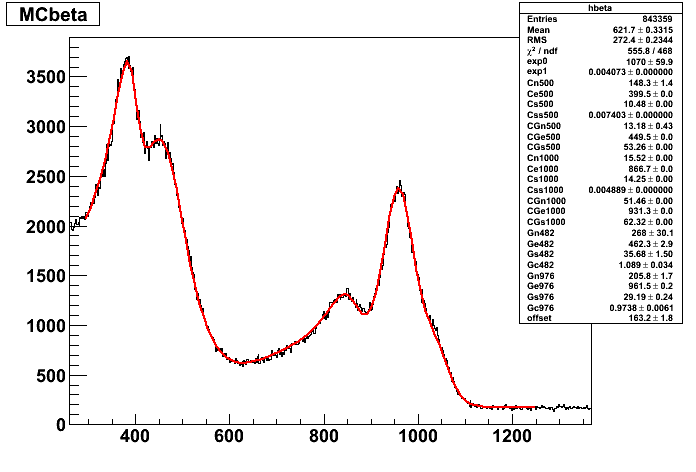 MCbeta
hbeta
Entries 843359
Mean 621.7 ± 0.3315
RMS 272.4 ± 0.2344
χ² / ndf 555.8 / 468
exp0 1070 ± 59.9
exp1 0.004073 ± 0.000000
Cn500 148.3 ± 1.4
Ce500 399.5 ± 0.0
Cs500 10.48 ± 0.00
Css500 0.007403 ± 0.000000
CGn500 13.18 ± 0.43
CGe500 449.5 ± 0.0
CGs500 53.26 ± 0.00
Cn1000 15.52 ± 0.00
Ce1000 866.7 ± 0.0
Cs1000 14.25 ± 0.00
Css1000 0.004889 ± 0.000000
CGn1000 51.46 ± 0.00
CGe1000 931.3 ± 0.0
CGs1000 62.32 ± 0.00
Gn482 268 ± 30.1
Ge482 462.3 ± 2.9
Gs482 35.68 ± 1.50
Gc482 1.089 ± 0.034
Gn976 205.8 ± 1.7
Ge976 961.5 ± 0.2
Gs976 29.19 ± 0.24
Gc976 0.9738 ± 0.0061
offset 163.2 ± 1.8
3500
3000
2500
2000
1500
1000
500
0
400 600 800 1000 1200